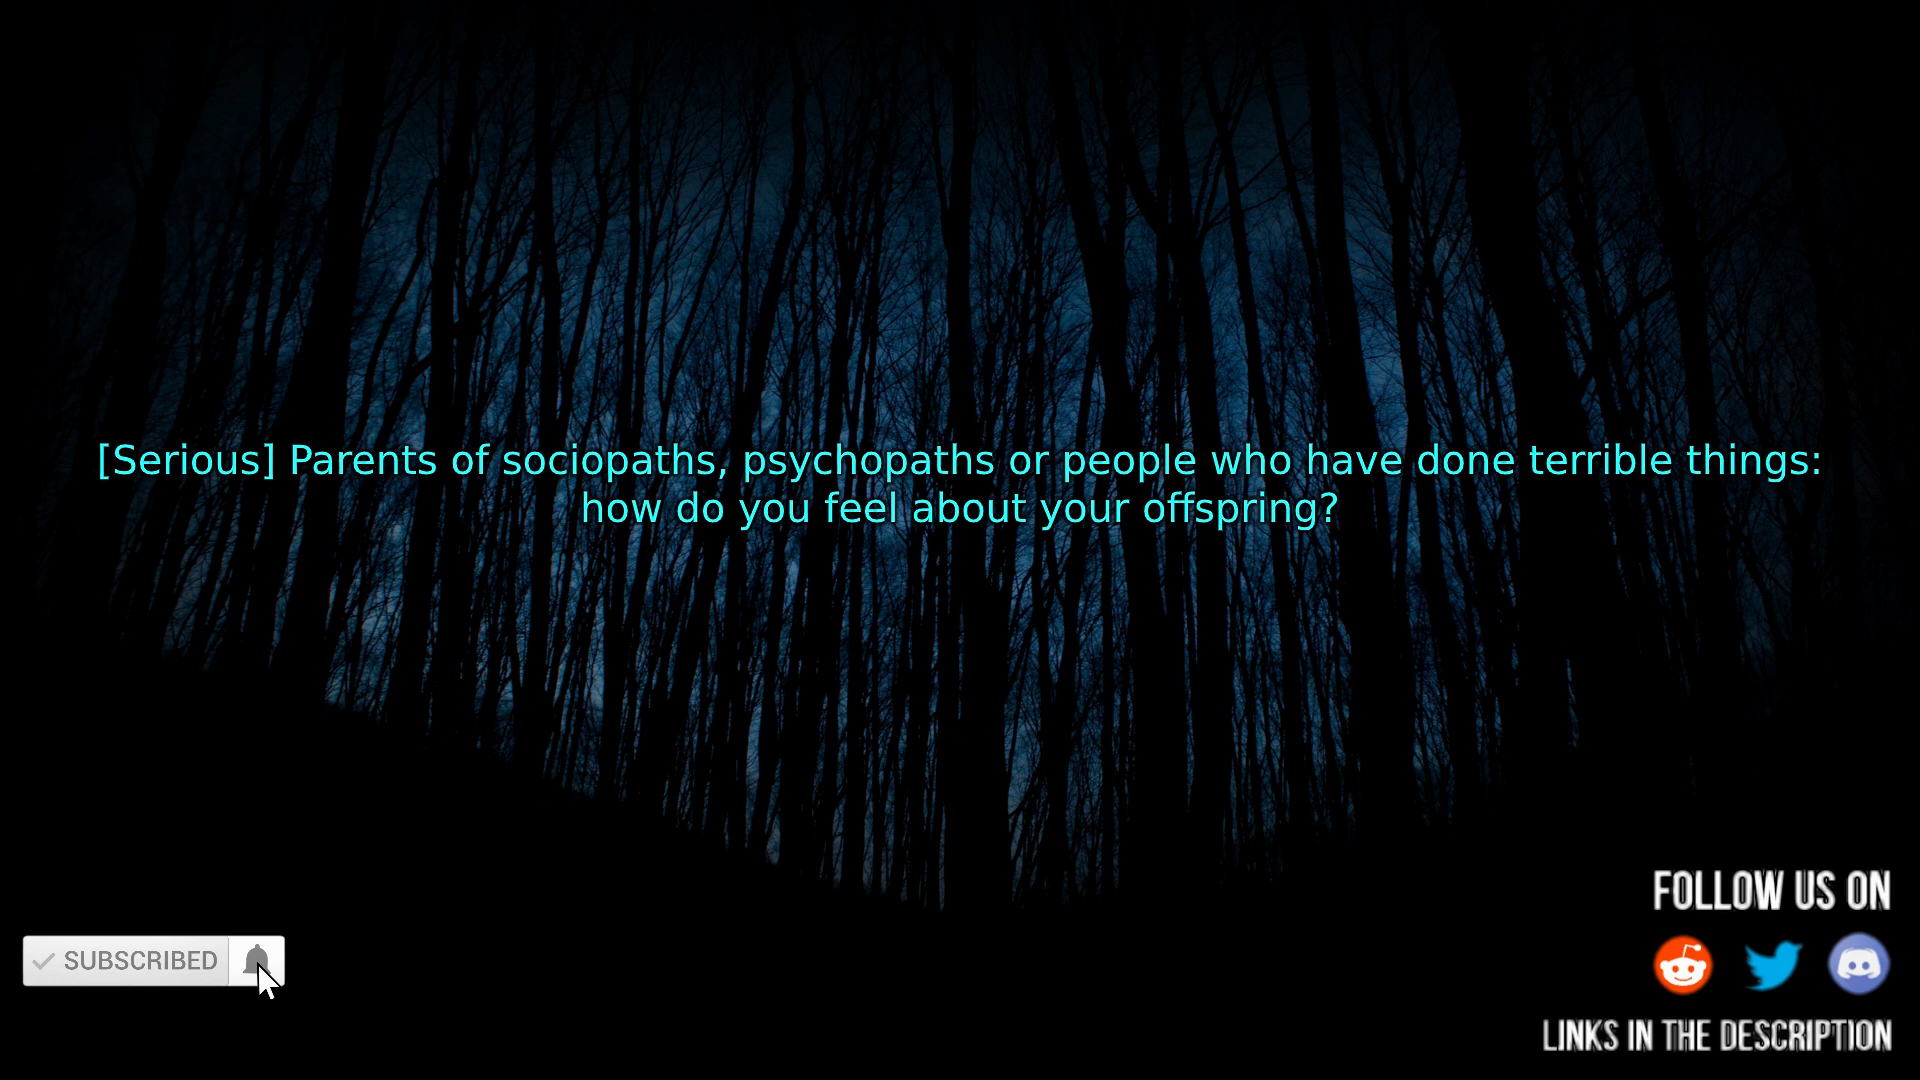 [Serious] Parents of sociopaths, psychopaths or people who have done terrible things:
how do you feel about your offspring?
FOLLOW US ON
SUBSCRIBED
LINKS IN THE DESCRIPTION